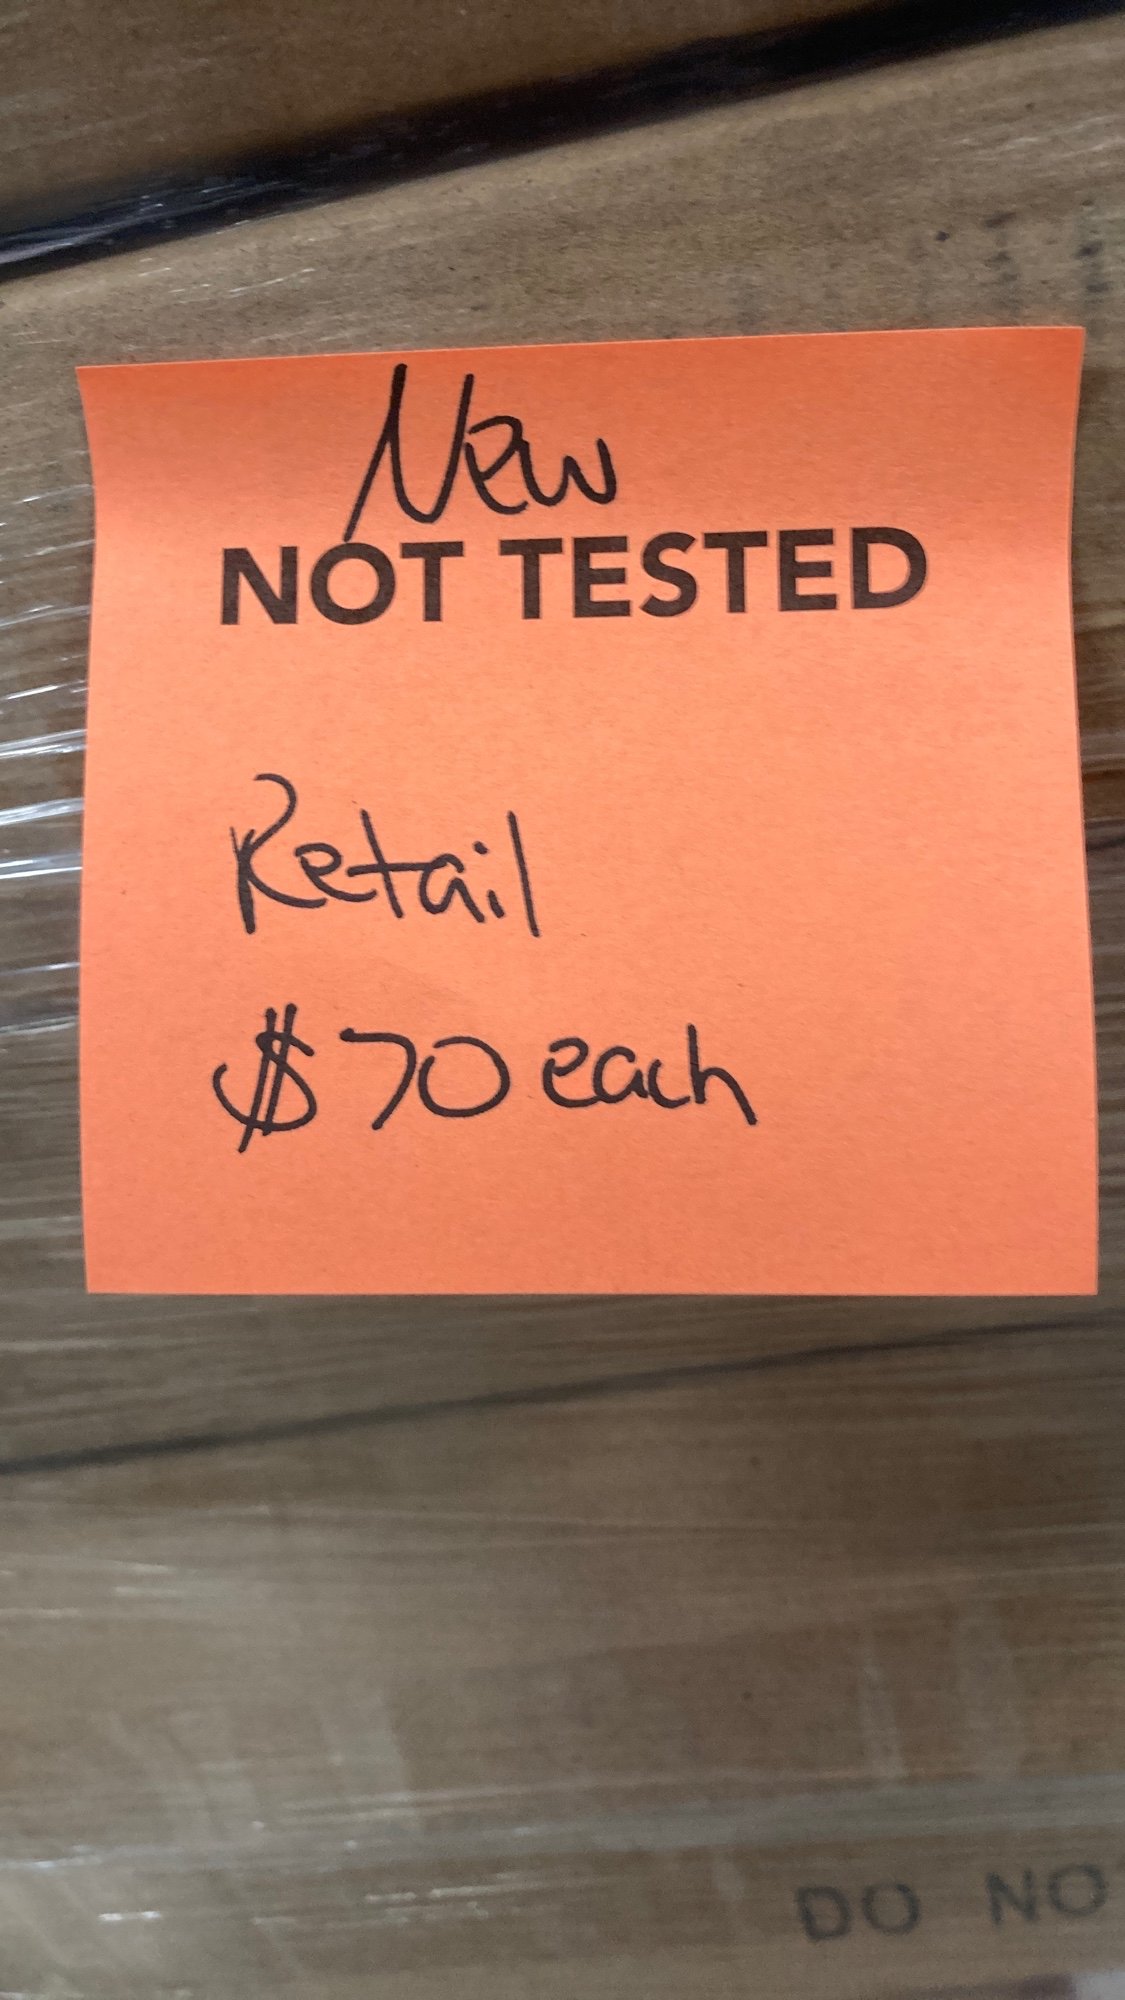 New
NOT TESTED
Retail
$70 each
DO NO